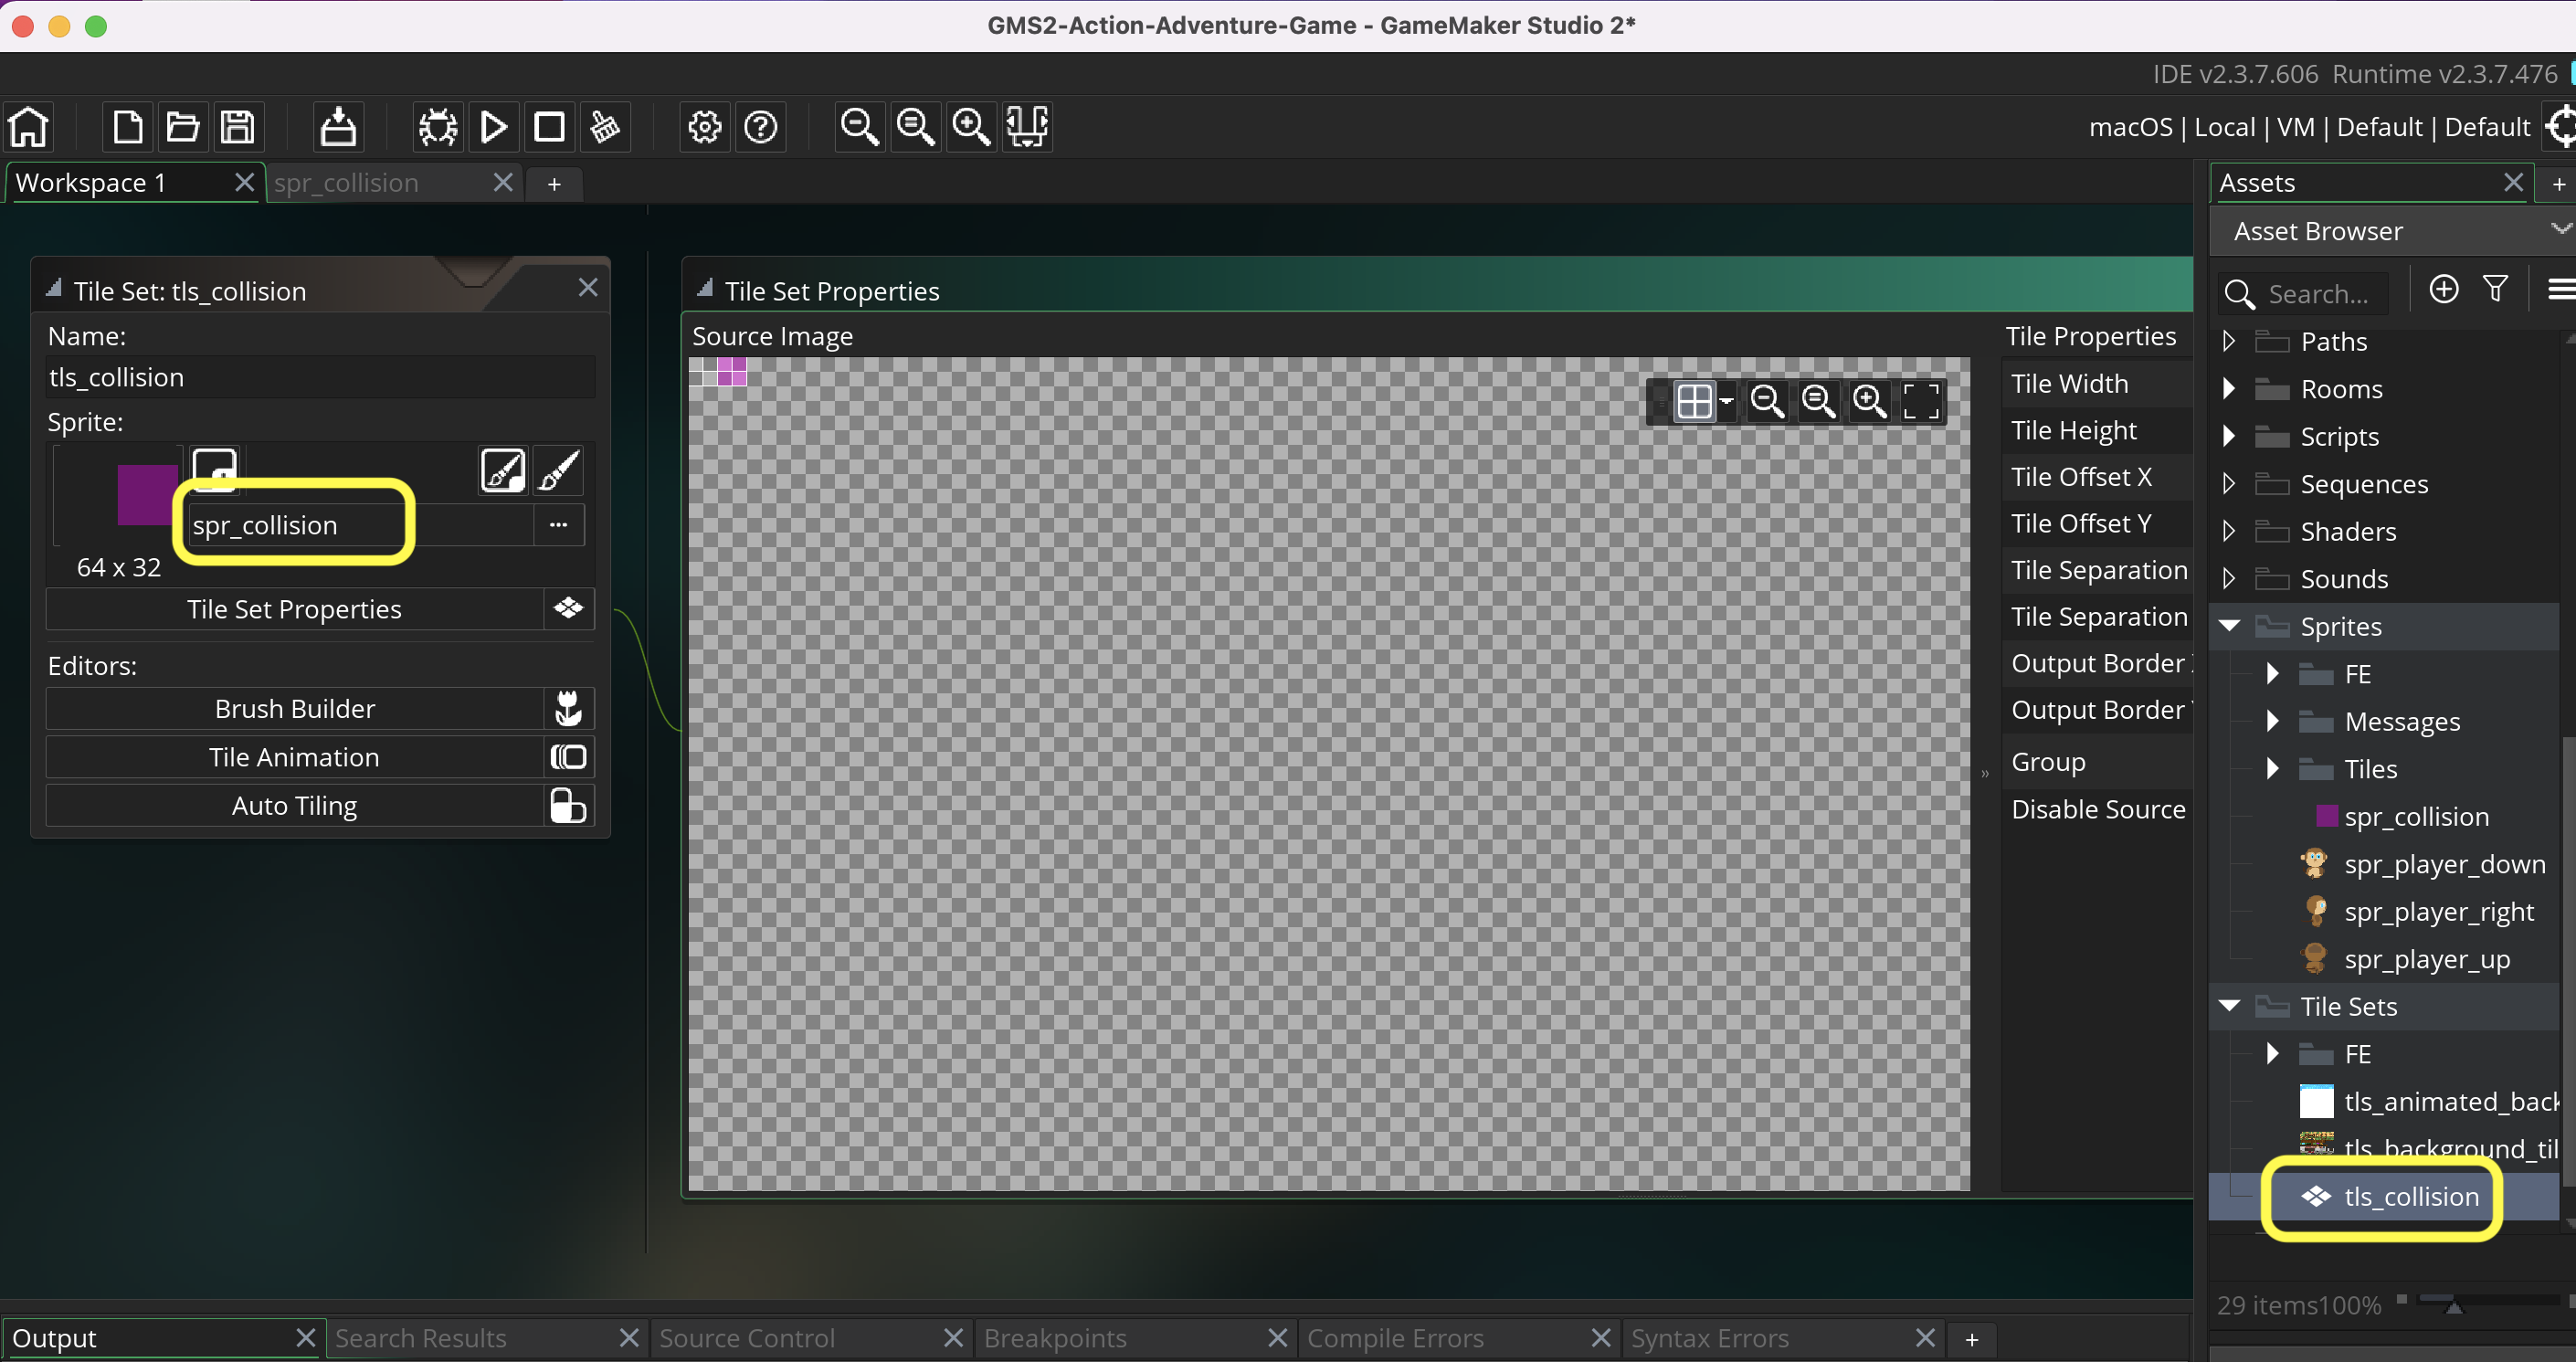 GMS2-Action-Adventure-Game - GameMaker Studio 2*
IDE v2.3.7.606 Runtime v2.3.7.476
macOS | Local | VM | Default | Default
Workspace 1
spr_collision
+
Assets
+
Asset Browser
Search...
Tile Set: tls_collision
Name:
tls_collision
Sprite:
spr_collision
...
64 x 32
Tile Set Properties
Editors:
Brush Builder
Tile Animation
Auto Tiling
Tile Set Properties
Source Image
Tile Properties
Tile Width
Tile Height
Tile Offset X
Tile Offset Y
Tile Separation
Tile Separation
Output Border
Output Border
Group
Disable Source
»
Paths
Rooms
Scripts
Sequences
Shaders
Sounds
Sprites
FE
Messages
Tiles
spr_collision
spr_player_down
spr_player_right
spr_player_up
Tile Sets
FE
tls_animated_back
tls_background_til
tls_collision
29 items 100%
Output
Search Results
Source Control
Breakpoints
Compile Errors
Syntax Errors
+